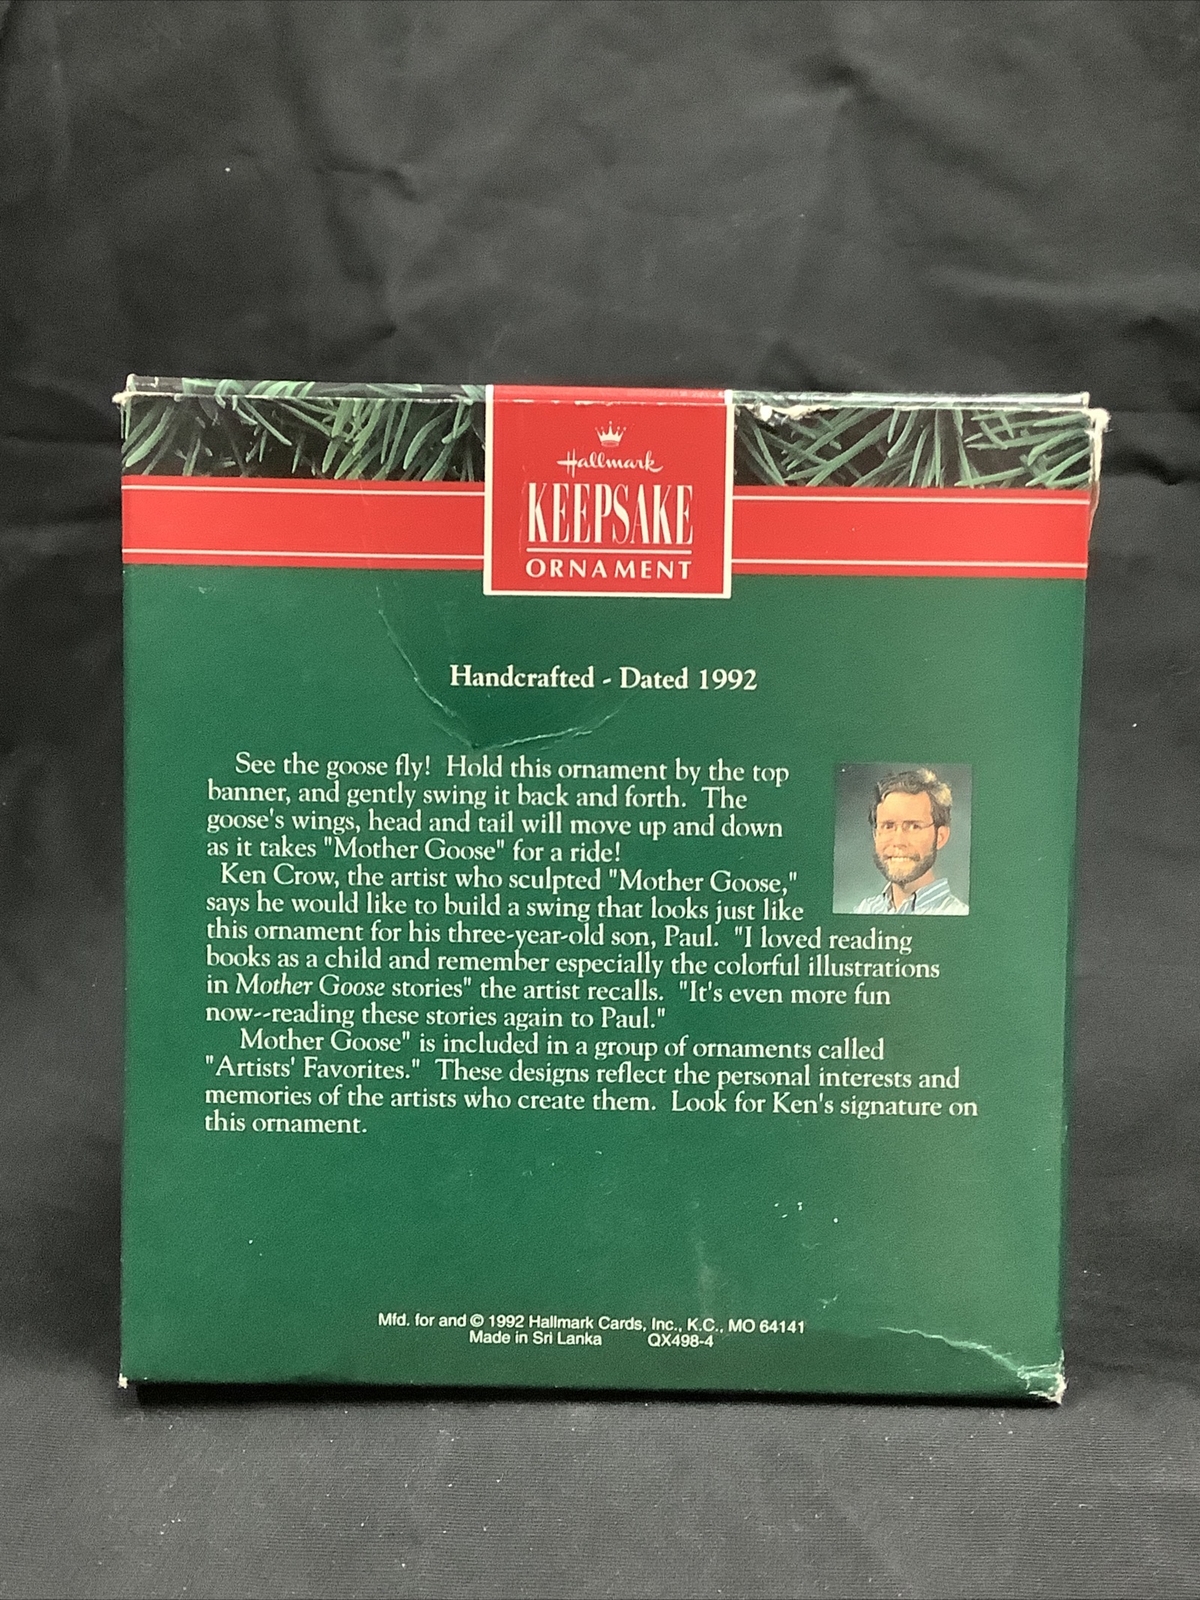 Hallmark
KEEPSAKE
ORNAMENT
Handcrafted - Dated 1992
See the goose fly! Hold this ornament by the top
banner, and gently swing it back and forth. The
goose's wings, head and tail will move up and down
as it takes "Mother Goose" for a ride!
Ken Crow, the artist who sculpted "Mother Goose,"
says he would like to build a swing that looks just like
this ornament for his three-year-old son, Paul. "I loved reading
books as a child and remember especially the colorful illustrations
in Mother Goose stories" the artist recalls. "It's even more fun
now--reading these stories again to Paul."
Mother Goose" is included in a group of ornaments called
"Artists' Favorites." These designs reflect the personal interests and
memories of the artists who create them. Look for Ken's signature on
this ornament.
Mfd. for and © 1992 Hallmark Cards, Inc., K.C., MO 64141
Made in Sri Lanka QX498-4